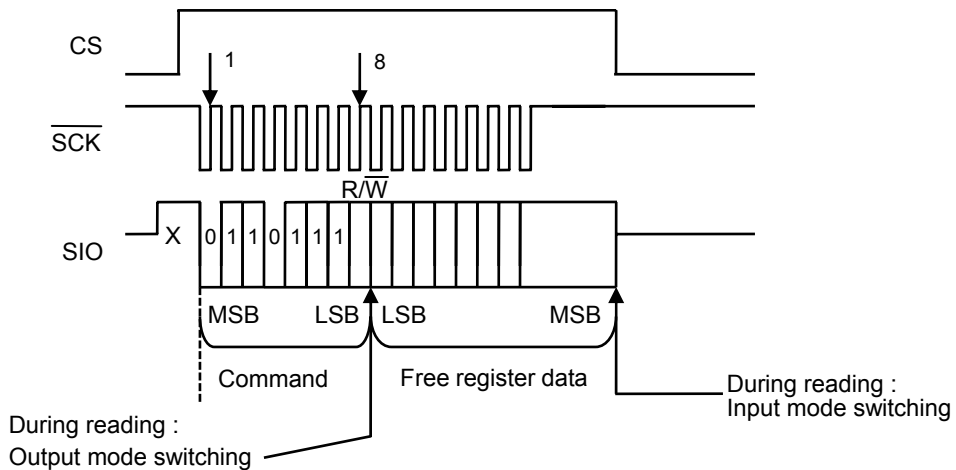 CS
1
8
SCK
R/W
SIO
X
0 1 1 0 1 1 1
MSB LSB LSB MSB
Command
Free register data
During reading :
Input mode switching
During reading :
Output mode switching